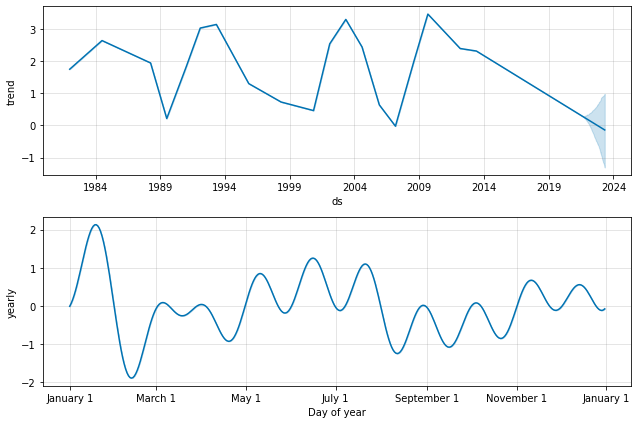 3
2
1
0
−1
trend
1984 1989 1994 1999 2004 2009 2014 2019 2024
ds
2
1
0
−1
−2
yearly
January 1 March 1 May 1 July 1 September 1 November 1 January 1
Day of year